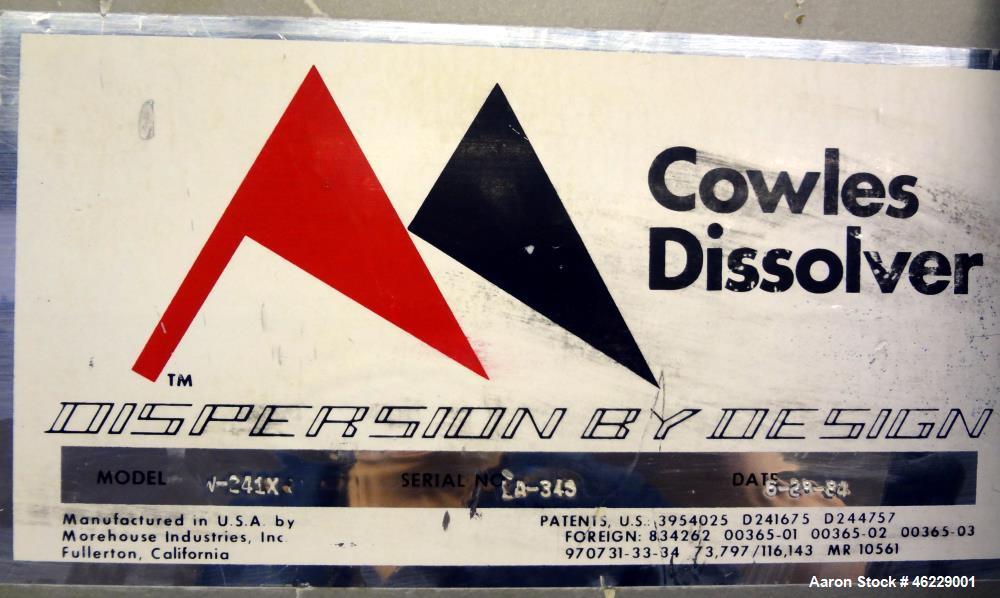 Cowles
Dissolver
TM
DISPERSION BY DESIGN
MODEL SERIAL NO DATE
Manufactured in U.S.A. by
Morehouse Industries, Inc
Fullerton, California
PATENTS, U.S.: 3954025 D241675 D244757
FOREIGN: 834262 00365-01 00365-02 00365-03
970731-33-34 73,797/116,143 MR 10561
Aaron Stock # 46229001